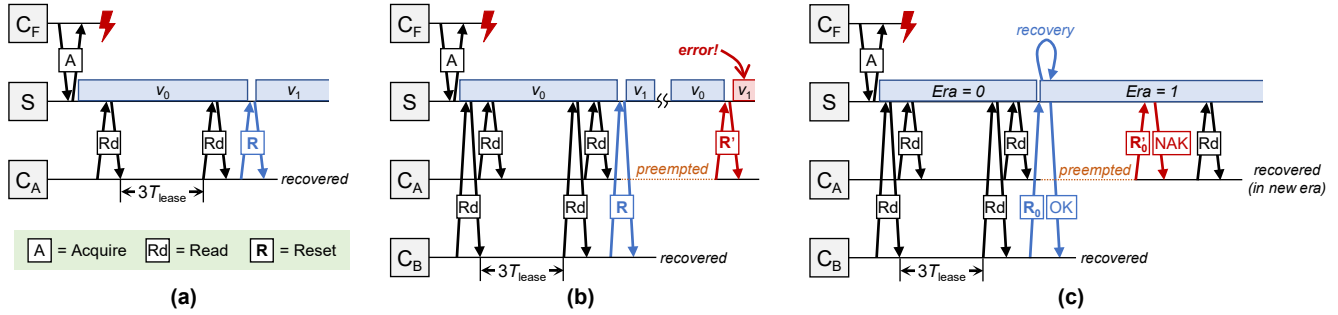 C_F
A
S
v_0
v_1
Rd
Rd
R
C_A
recovered
3T_lease
A = Acquire
Rd = Read
R = Reset
(a)
C_F
A
error!
S
v_0
v_1
v_0
v_1
Rd
Rd
R'
C_A
preempted
Rd
Rd
R
C_B
recovered
3T_lease
(b)
C_F
recovery
A
S
Era = 0
Era = 1
Rd
Rd
R'_0
NAK
Rd
C_A
preempted
recovered
(in new era)
Rd
Rd
R_0
OK
C_B
recovered
3T_lease
(c)